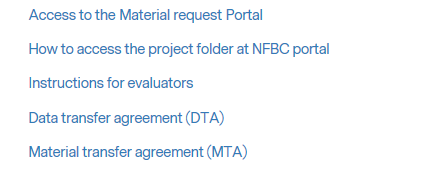 Access to the Material request Portal
How to access the project folder at NFBC portal
Instructions for evaluators
Data transfer agreement (DTA)
Material transfer agreement (MTA)